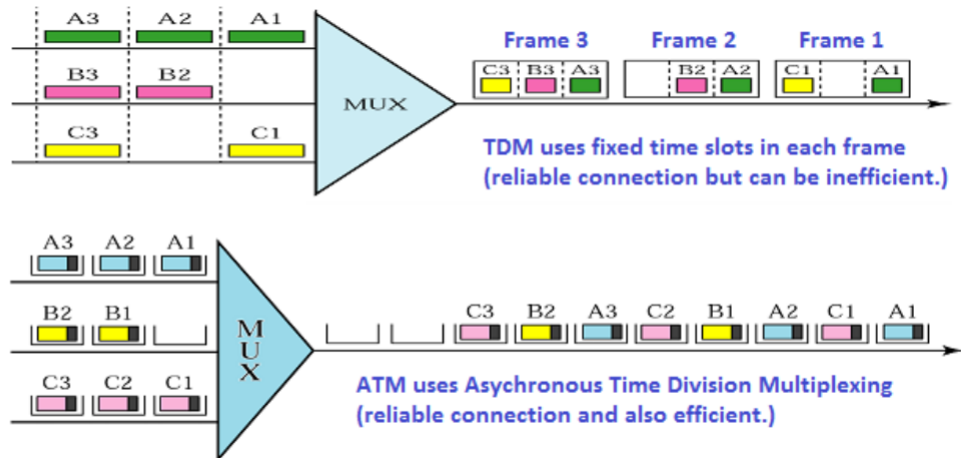 A3 A2 A1
Frame 3 Frame 2 Frame 1
B3 B2
C3 B3 A3 B2 A2 C1 A1
MUX
C3 C1
TDM uses fixed time slots in each frame
(reliable connection but can be inefficient.)
A3 A2 A1
B2 B1
C3 B2 A3 C2 B1 A2 C1 A1
MUX
C3 C2 C1
ATM uses Asychronous Time Division Multiplexing
(reliable connection and also efficient.)